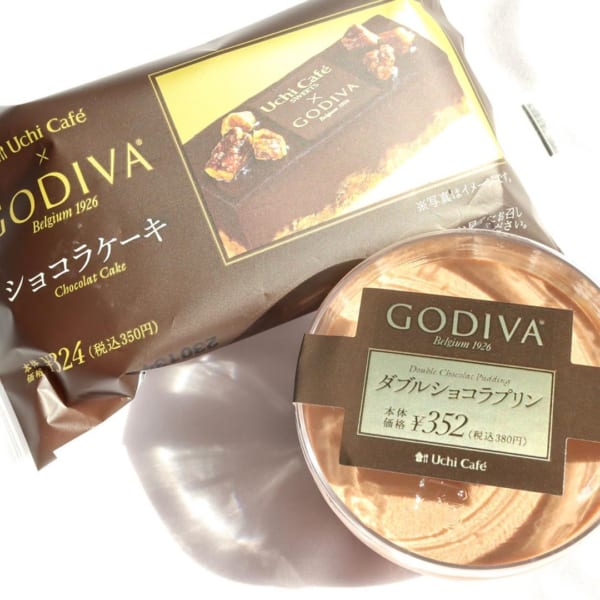 Uchi Café
×
GODIVA
Belgium 1926
ショコラケーキ
Chocolat Cake
本体
価格
324(税込350円)
Uchi Café
SWEETS
×
GODIVA
Belgium 1926
※写真はイメージです。
GODIVA
Belgium 1926
Double Chocolat Pudding
ダブルショコラプリン
本体
価格 ¥352(税込380円)
Uchi Café